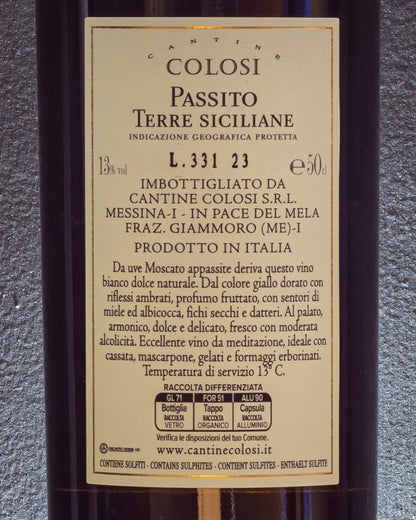 CANTINE
COLOSI
PASSITO
TERRE SICILIANE
INDICAZIONE GEOGRAFICA PROTETTA
L.331 23
13% vol
℮50cl
IMBOTTIGLIATO DA
CANTINE COLOSI S.R.L.
MESSINA-I - IN PACE DEL MELA
FRAZ. GIAMMORO (ME)-I
PRODOTTO IN ITALIA
Da uve Moscato appassite deriva questo vino
bianco dolce naturale. Dal colore giallo dorato con
riflessi ambrati, profumo fruttato, con sentori di
miele ed albicocca, fichi secchi e datteri. Al palato,
armonico, dolce e delicato, fresco con moderata
alcolicità. Eccellente vino da meditazione, ideale con
cassata, mascarpone, gelati e formaggi erborinati.
Temperatura di servizio 13° C.
RACCOLTA DIFFERENZIATA
GL 71 FOR 51 ALU 90
Bottiglia Tappo Capsula
RACCOLTA RACCOLTA RACCOLTA
VETRO ORGANICO ALLUMINIO
Verifica le disposizioni del tuo Comune.
www.cantinecolosi.it
CONTIENE SOLFITI - CONTAINS SULPHITES - CONTIENT SULFITES - ENTHAELT SULFITE